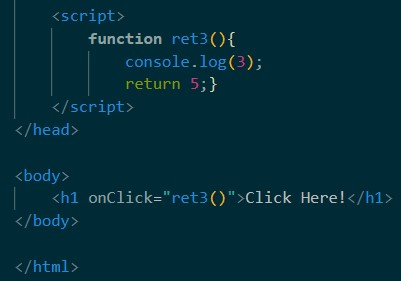 <script>
function ret3(){
console.log(3);
return 5;}
</script>
</head>
<body>
<h1 onClick="ret3()">Click Here!</h1>
</body>
</html>